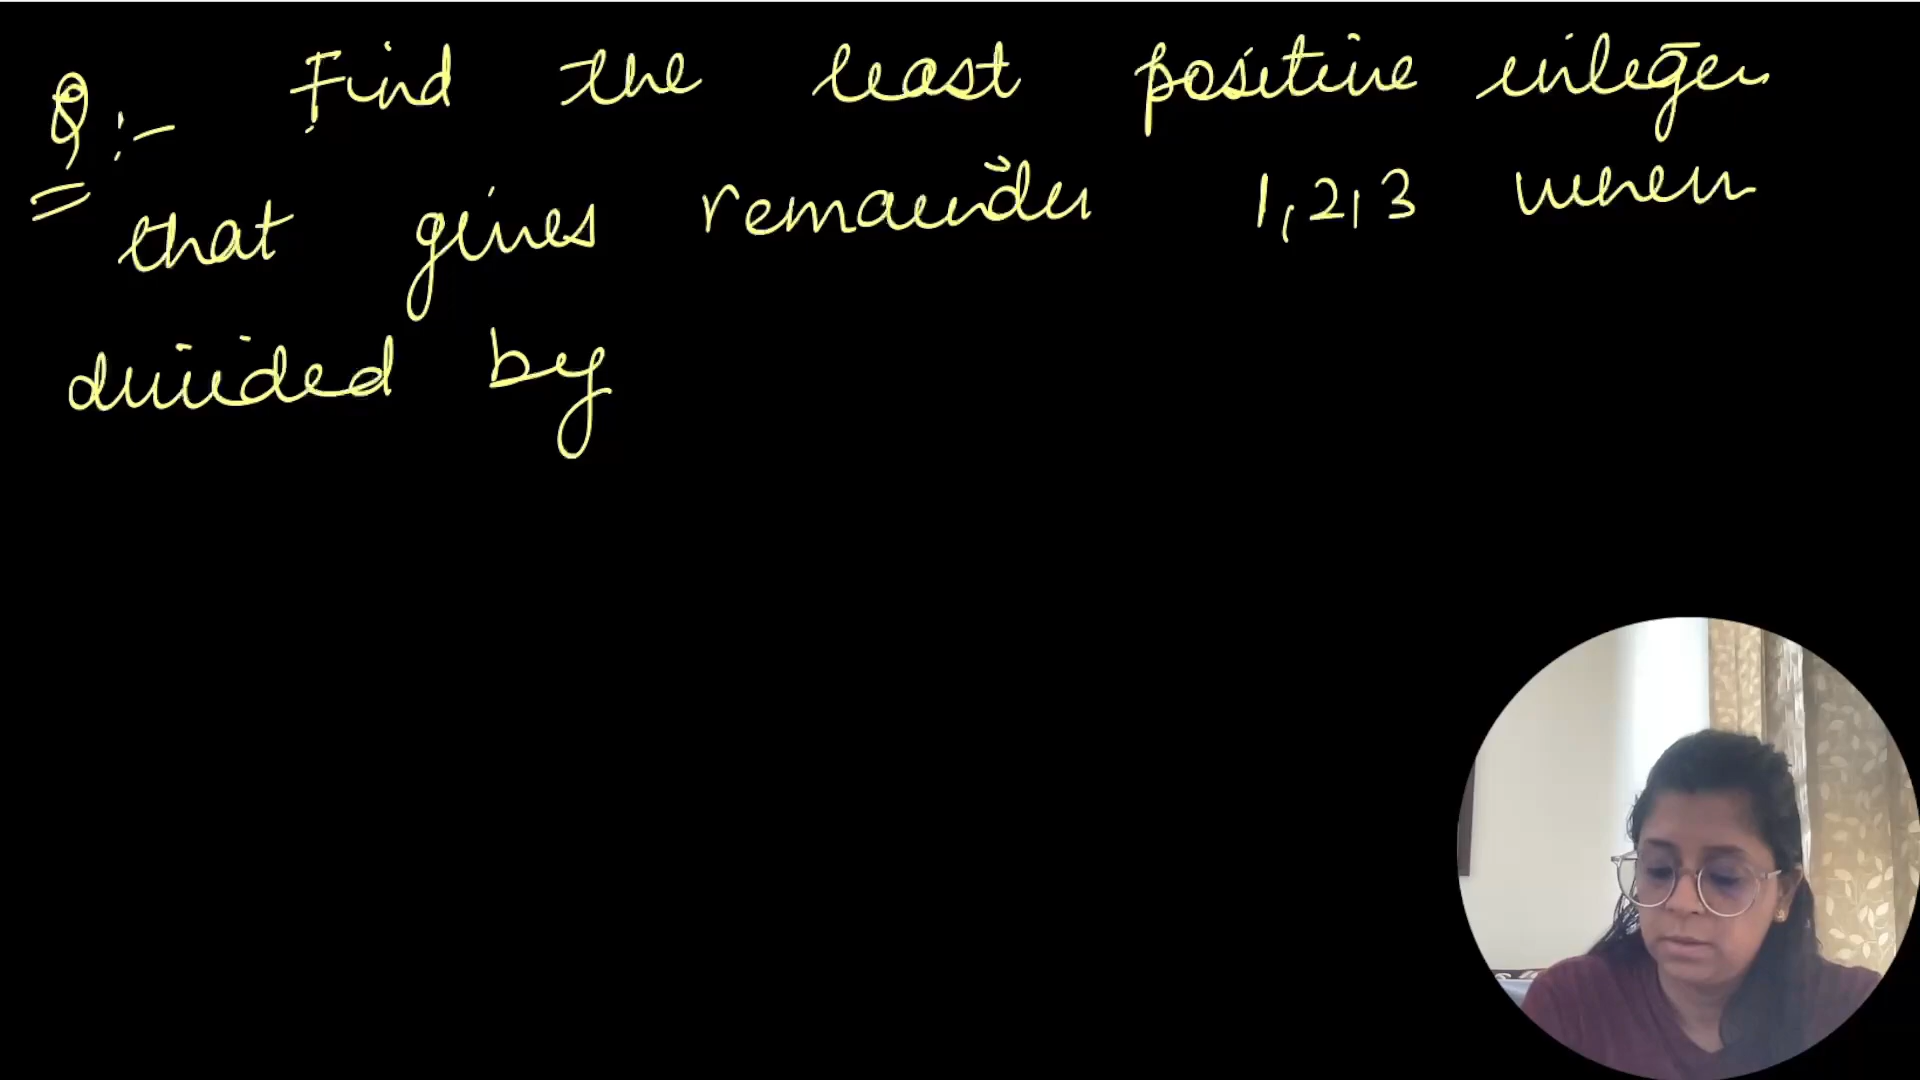 Q:- Find the least positive integer
that gives remainder 1, 2, 3 when
divided by